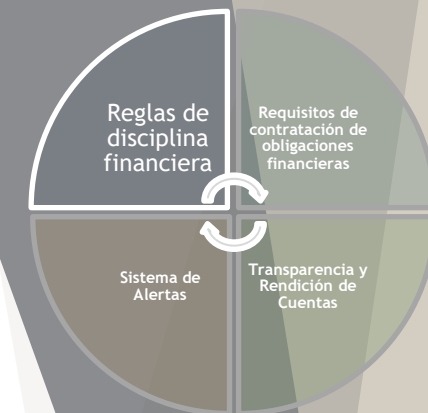 Reglas de
disciplina
financiera
Requisitos de
contratación de
obligaciones
financieras
Sistema de
Alertas
Transparencia y
Rendición de
Cuentas